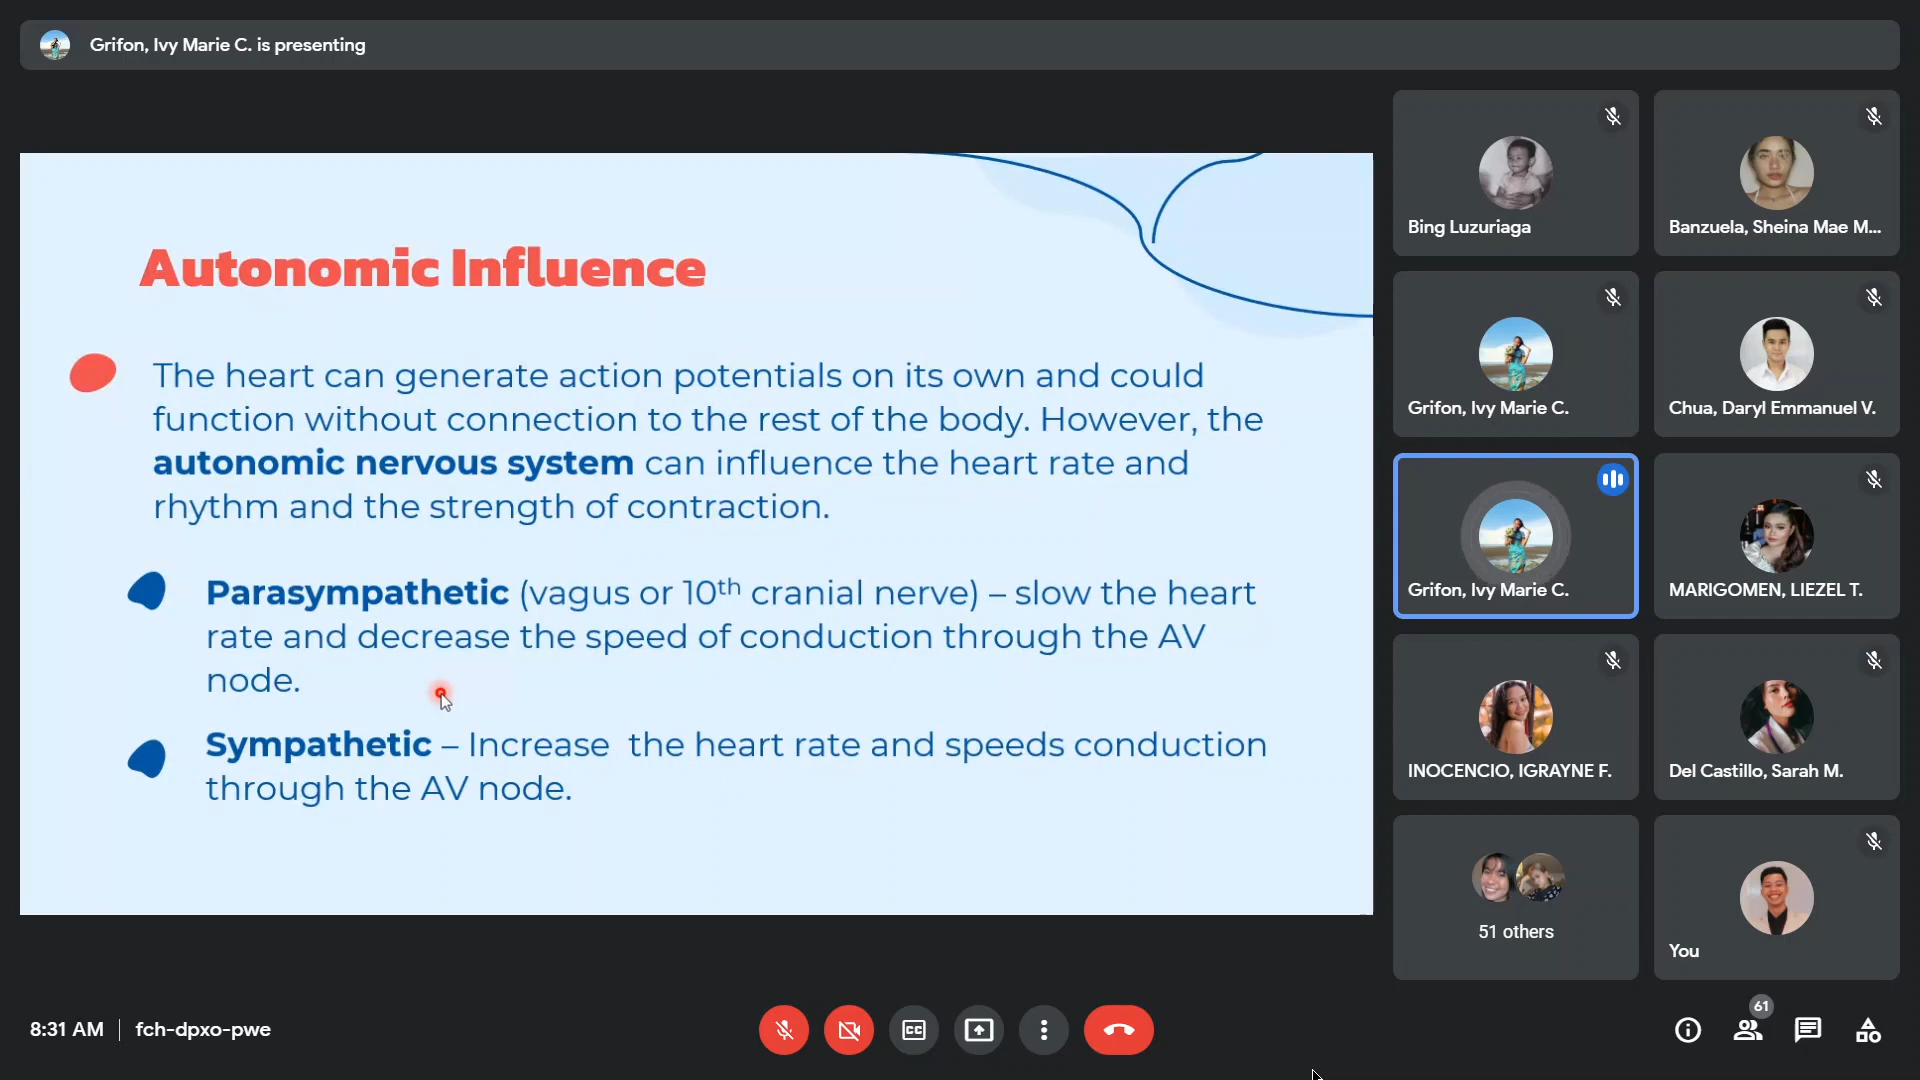 Grifon, Ivy Marie C. is presenting
Autonomic Influence
The heart can generate action potentials on its own and could
function without connection to the rest of the body. However, the
autonomic nervous system can influence the heart rate and
rhythm and the strength of contraction.
Parasympathetic (vagus or 10th cranial nerve) – slow the heart
rate and decrease the speed of conduction through the AV
node.
Sympathetic – Increase  the heart rate and speeds conduction
through the AV node.
Bing Luzuriaga
Banzuela, Sheina Mae M...
Grifon, Ivy Marie C.
Chua, Daryl Emmanuel V.
Grifon, Ivy Marie C.
MARIGOMEN, LIEZEL T.
INOCENCIO, IGRAYNE F.
Del Castillo, Sarah M.
51 others
You
8:31 AM | fch-dpxo-pwe
CC
61